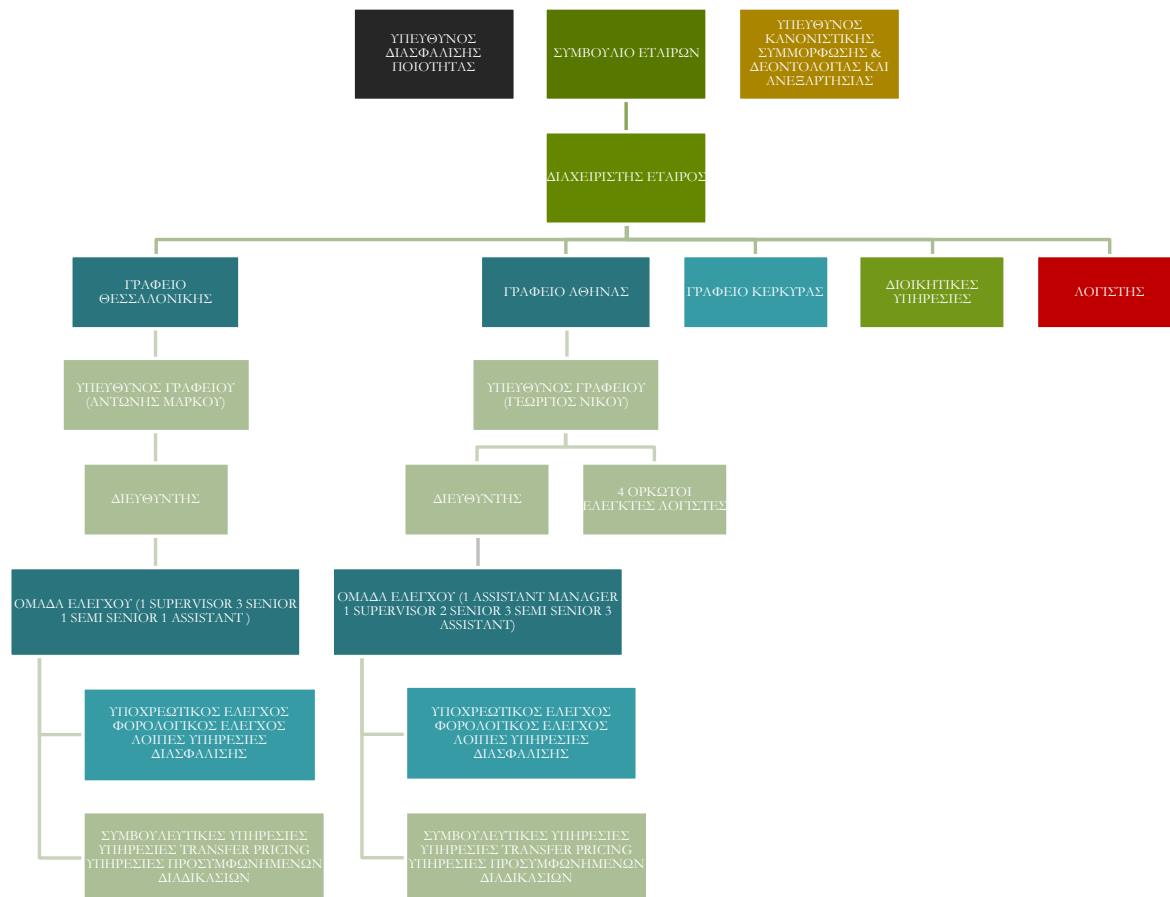 ΥΠΕΥΘΥΝΟΣ
ΔΙΑΣΦΑΛΙΣΗΣ
ΠΟΙΟΤΗΤΑΣ
ΣΥΜΒΟΥΛΙΟ ΕΤΑΙΡΩΝ
ΥΠΕΥΘΥΝΟΣ
ΚΑΝΟΝΙΣΤΙΚΗΣ
ΣΥΜΜΟΡΦΩΣΗΣ &
ΔΕΟΝΤΟΛΟΓΙΑΣ ΚΑΙ
ΑΝΕΞΑΡΤΗΣΙΑΣ
ΔΙΑΧΕΙΡΙΣΤΗΣ ΕΤΑΙΡΟΣ
ΓΡΑΦΕΙΟ
ΘΕΣΣΑΛΟΝΙΚΗΣ
ΓΡΑΦΕΙΟ ΑΘΗΝΑΣ
ΓΡΑΦΕΙΟ ΚΕΡΚΥΡΑΣ
ΔΙΟΙΚΗΤΙΚΕΣ
ΥΠΗΡΕΣΙΕΣ
ΛΟΓΙΣΤΗΣ
ΥΠΕΥΘΥΝΟΣ ΓΡΑΦΕΙΟΥ
(ΑΝΤΩΝΗΣ ΜΑΡΚΟΥ)
ΥΠΕΥΘΥΝΟΣ ΓΡΑΦΕΙΟΥ
(ΓΕΩΡΓΙΟΣ ΝΙΚΟΥ)
ΔΙΕΥΘΥΝΤΗΣ
ΔΙΕΥΘΥΝΤΗΣ
4 ΟΡΚΩΤΟΙ
ΕΛΕΓΚΤΕΣ ΛΟΓΙΣΤΕΣ
ΟΜΑΔΑ ΕΛΕΓΧΟΥ (1 SUPERVISOR 3 SENIOR
1 SEMI SENIOR 1 ASSISTANT )
ΟΜΑΔΑ ΕΛΕΓΧΟΥ (1 ASSISTANT MANAGER
1 SUPERVISOR 2 SENIOR 3 SEMI SENIOR 3
ASSISTANT)
ΥΠΟΧΡΕΩΤΙΚΟΣ ΕΛΕΓΧΟΣ
ΦΟΡΟΛΟΓΙΚΟΣ ΕΛΕΓΧΟΣ
ΛΟΙΠΕΣ ΥΠΗΡΕΣΙΕΣ
ΔΙΑΣΦΑΛΙΣΗΣ
ΥΠΟΧΡΕΩΤΙΚΟΣ ΕΛΕΓΧΟΣ
ΦΟΡΟΛΟΓΙΚΟΣ ΕΛΕΓΧΟΣ
ΛΟΙΠΕΣ ΥΠΗΡΕΣΙΕΣ
ΔΙΑΣΦΑΛΙΣΗΣ
ΣΥΜΒΟΥΛΕΥΤΙΚΕΣ ΥΠΗΡΕΣΙΕΣ
ΥΠΗΡΕΣΙΕΣ TRANSFER PRICING
ΥΠΗΡΕΣΙΕΣ ΠΡΟΣΥΜΦΩΝΗΜΕΝΩΝ
ΔΙΑΔΙΚΑΣΙΩΝ
ΣΥΜΒΟΥΛΕΥΤΙΚΕΣ ΥΠΗΡΕΣΙΕΣ
ΥΠΗΡΕΣΙΕΣ TRANSFER PRICING
ΥΠΗΡΕΣΙΕΣ ΠΡΟΣΥΜΦΩΝΗΜΕΝΩΝ
ΔΙΑΔΙΚΑΣΙΩΝ